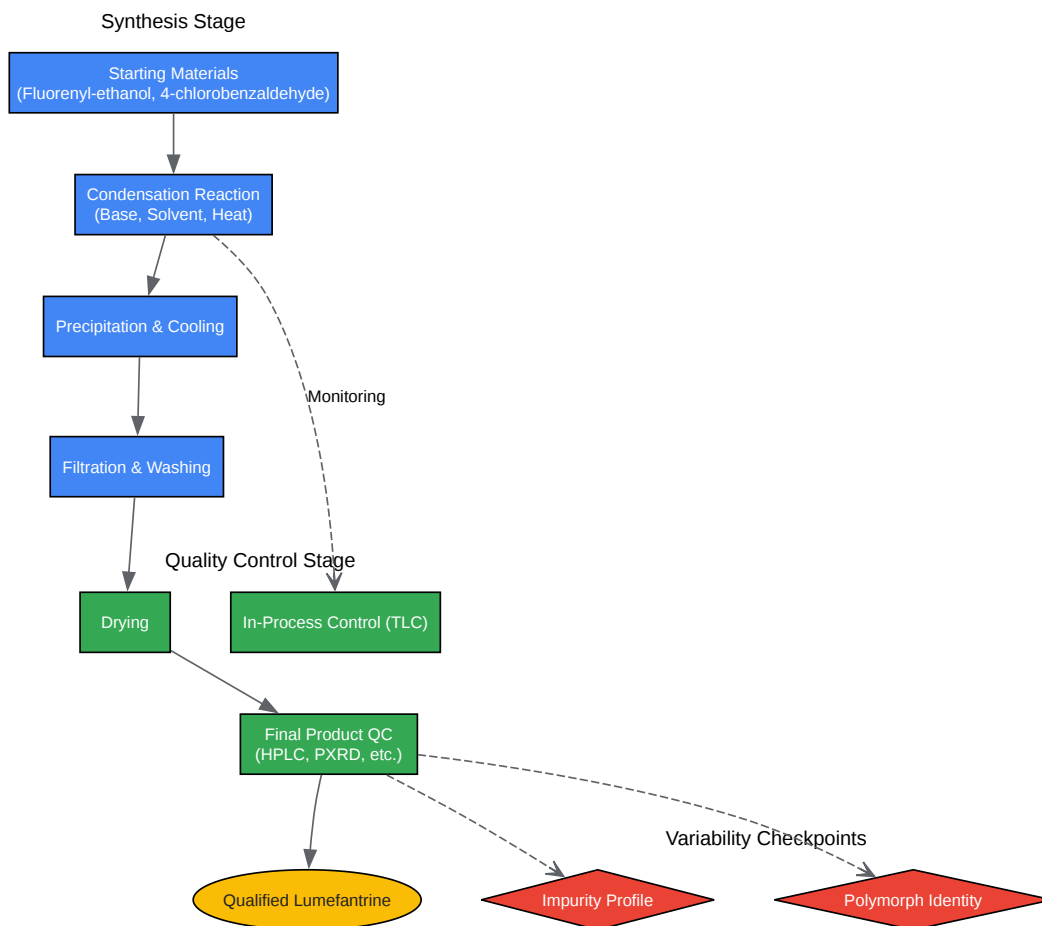 Synthesis Stage
Starting Materials
(Fluorenyl-ethanol, 4-chlorobenzaldehyde)
Condensation Reaction
(Base, Solvent, Heat)
Precipitation & Cooling
Monitoring
Filtration & Washing
Quality Control Stage
Drying
In-Process Control (TLC)
Final Product QC
(HPLC, PXRD, etc.)
Variability Checkpoints
Qualified Lumefantrine
Impurity Profile
Polymorph Identity